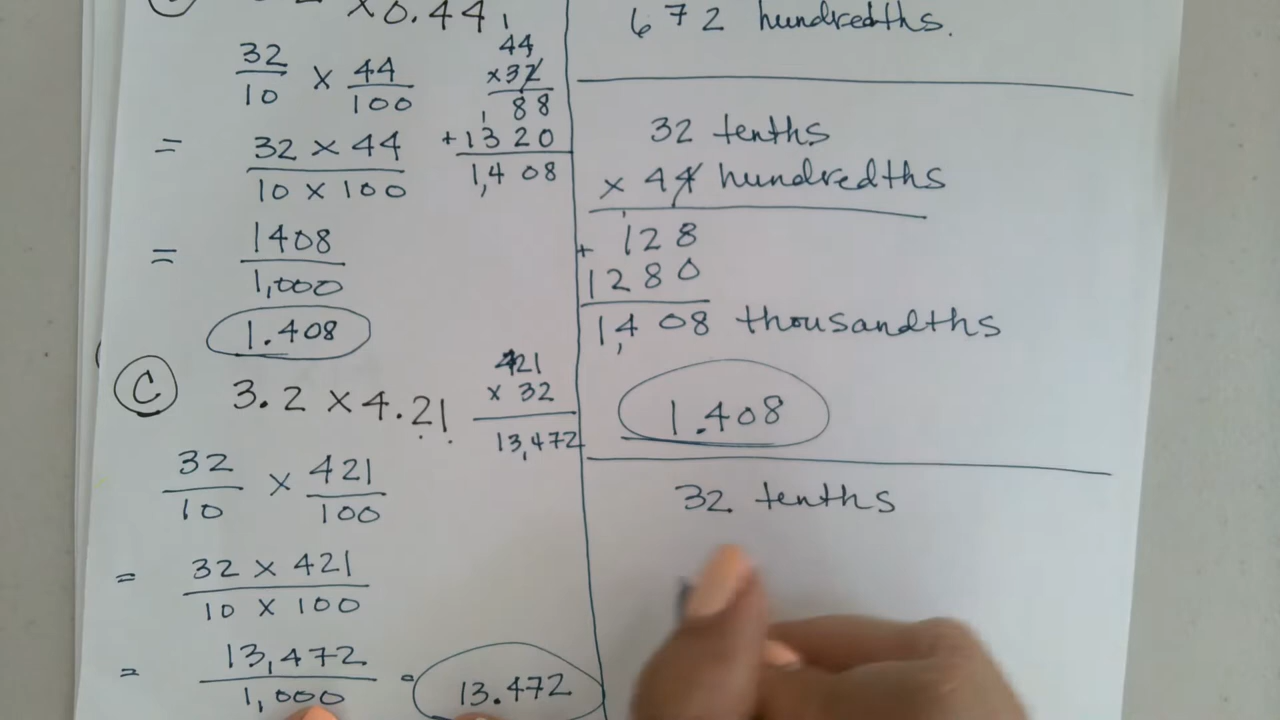 × 0.44
32/10 × 44/100
= 32 × 44 / 10 × 100
= 1408/1,000
1.408
1
44
×32
1
88
+1320
1,408
C 3.2 × 4.21
421
× 32
13,472
32/10 × 421/100
= 32 × 421 / 10 × 100
= 13,472/1,000 = 13.472
672 hundredths.
32 tenths
× 44 hundredths
1
+ 128
1280
1,408 thousandths
1.408
32 tenths